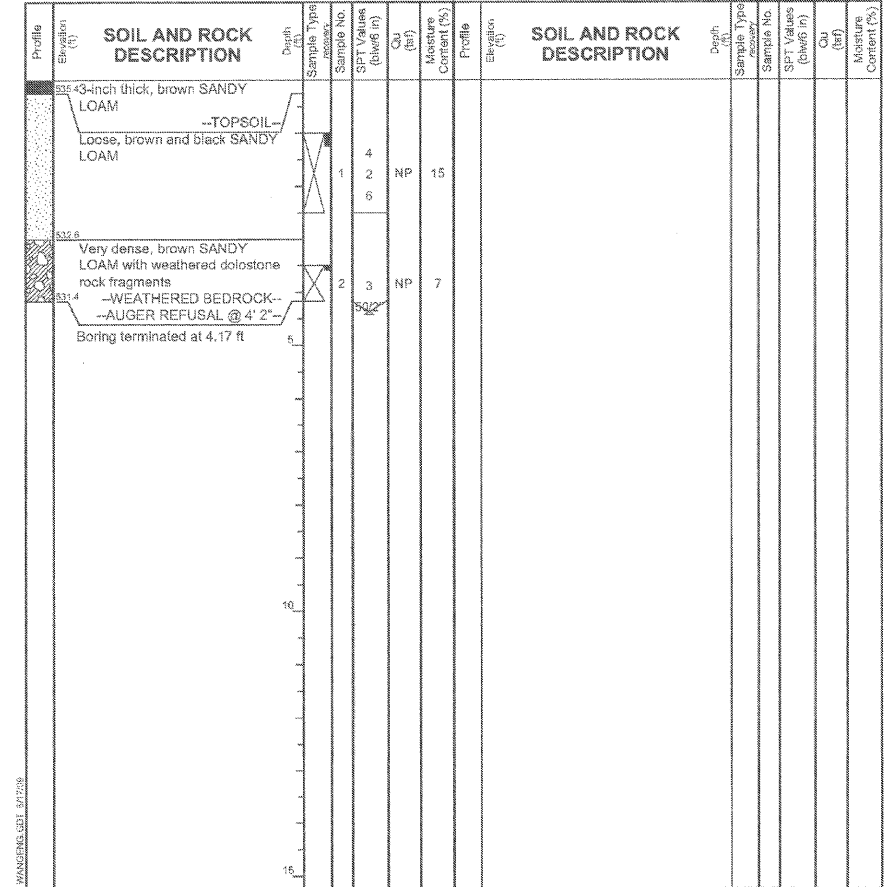 Profile
Elevation (ft)
SOIL AND ROCK
DESCRIPTION
Depth (ft)
Sample Type
recovery
Sample No.
SPT Values
(blw/6 in)
Qu
(tsf)
Moisture
Content (%)
Profile
Elevation (ft)
SOIL AND ROCK
DESCRIPTION
Depth (ft)
Sample Type
recovery
Sample No.
SPT Values
(blw/6 in)
Qu
(tsf)
Moisture
Content (%)
535.4 3-inch thick, brown SANDY
LOAM
--TOPSOIL--
Loose, brown and black SANDY
LOAM
4
1 2 NP 15
6
532.6
Very dense, brown SANDY
LOAM with weathered dolostone
rock fragments
2 3 NP 7
531.4 --WEATHERED BEDROCK--
50/2"
--AUGER REFUSAL @ 4' 2"--
Boring terminated at 4.17 ft
5
10
15
WANGENG.GDT 8/17/09